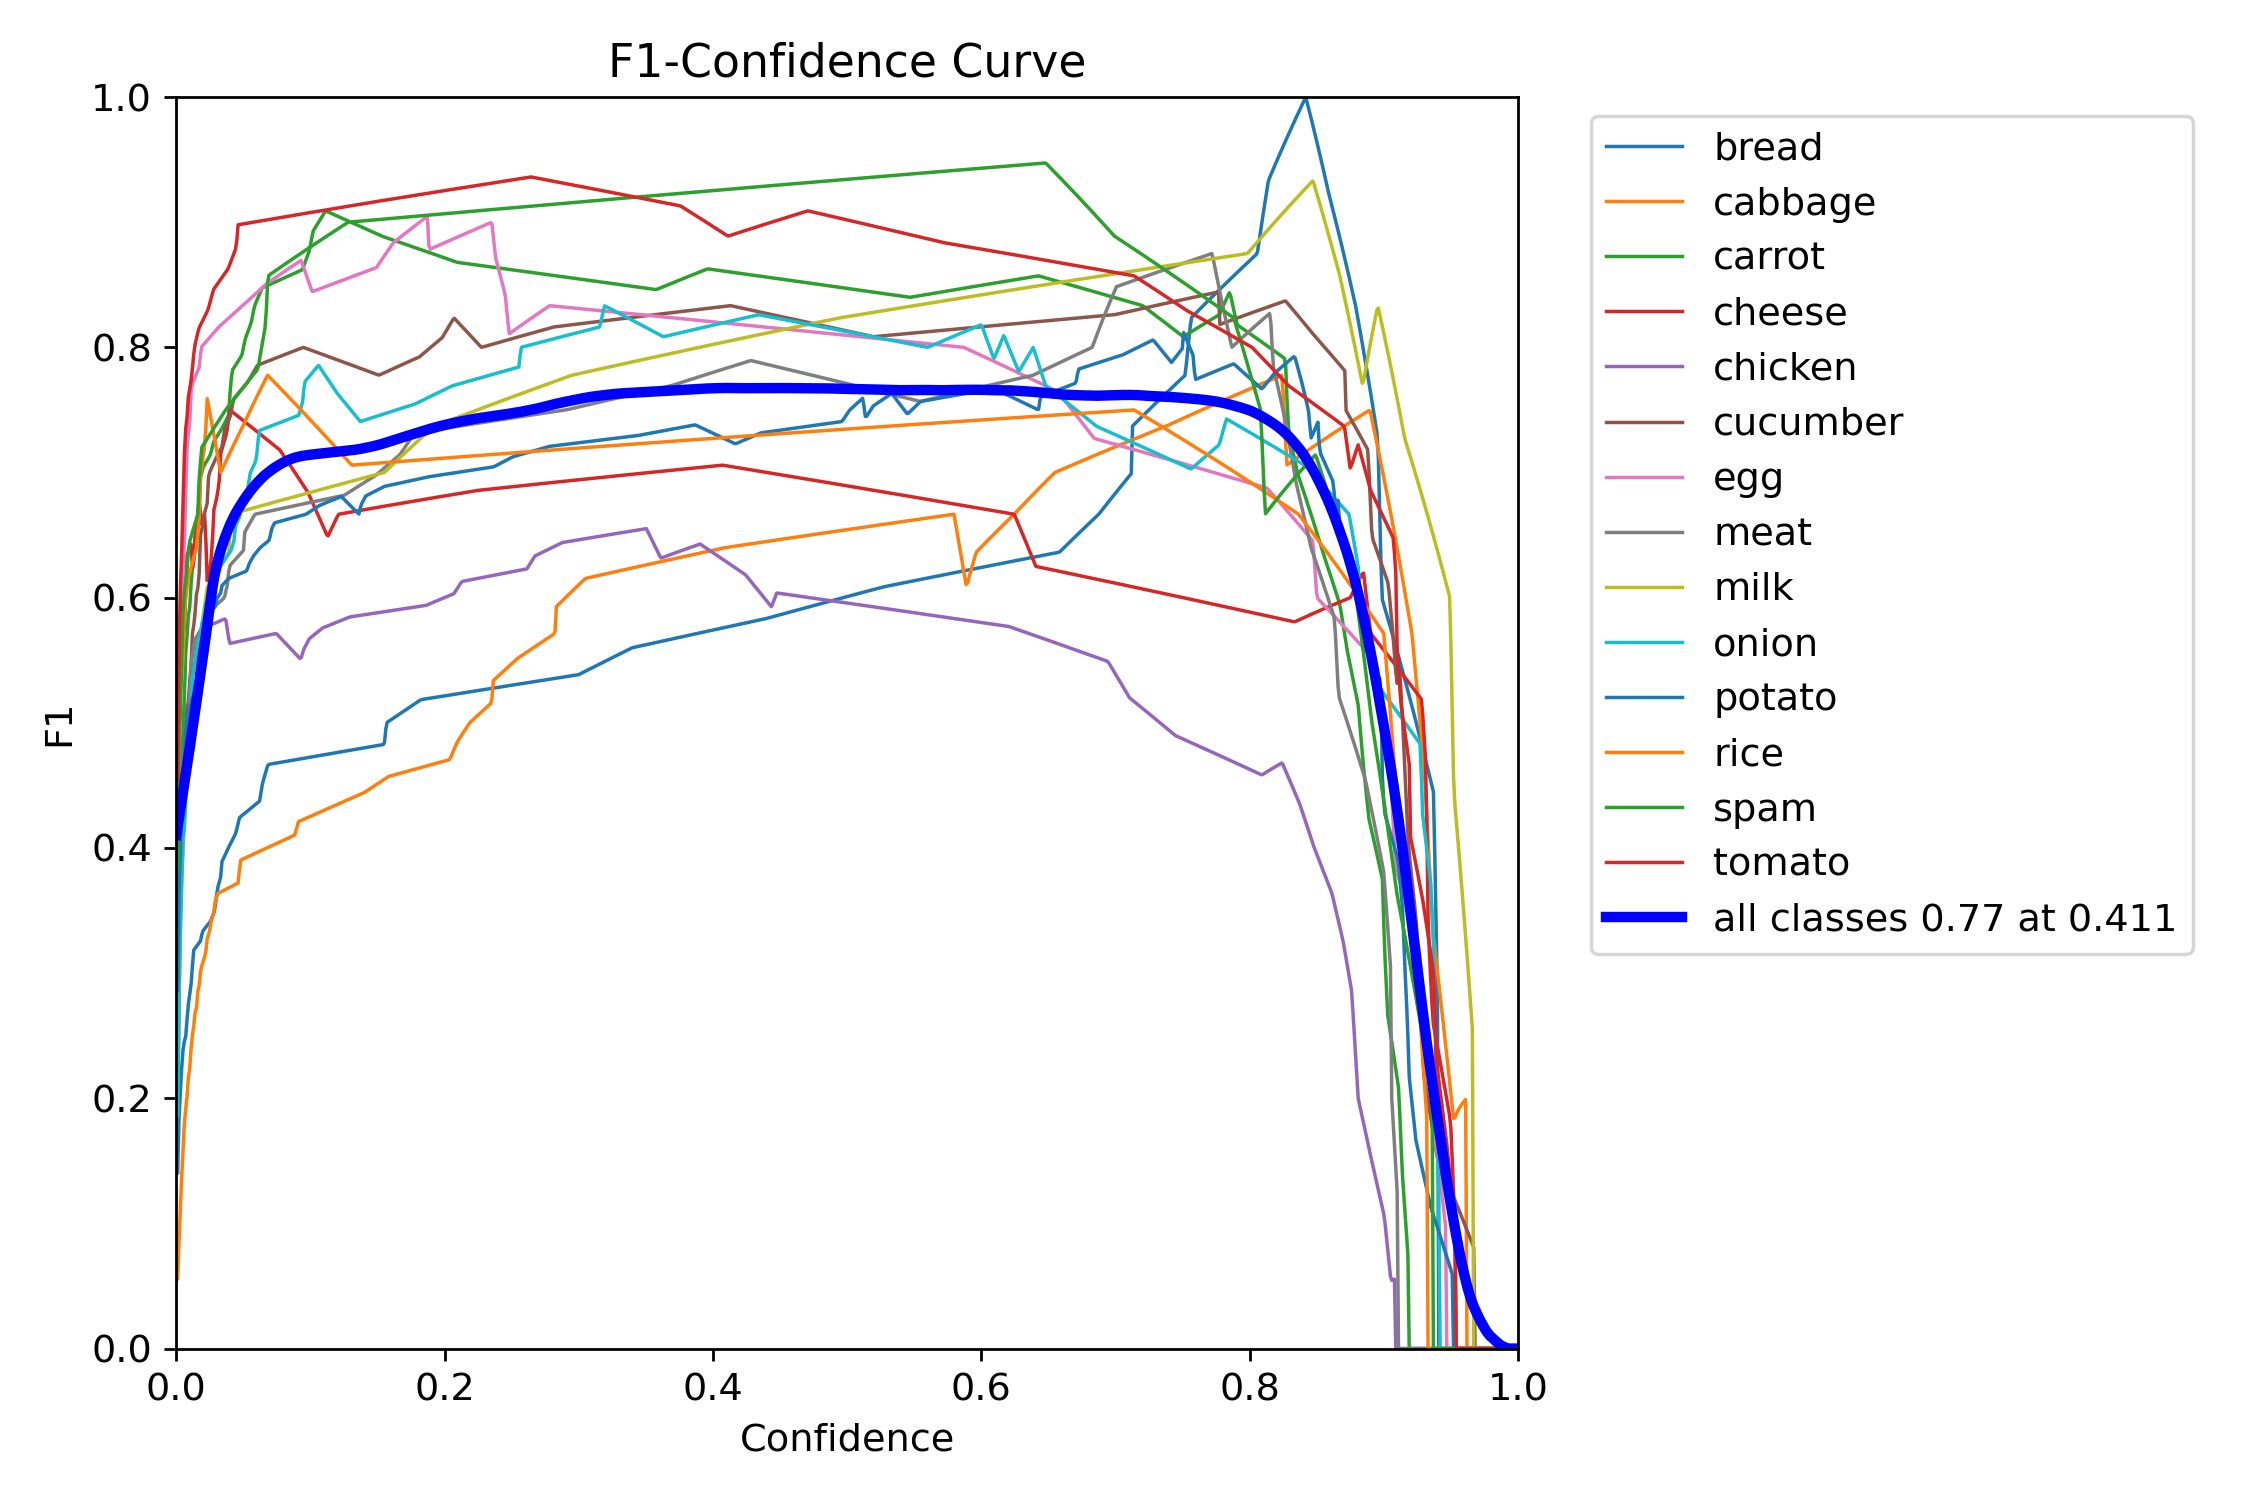 F1-Confidence Curve
1.0
0.8
0.6
0.4
0.2
0.0
F1
0.0 0.2 0.4 0.6 0.8 1.0
Confidence
bread
cabbage
carrot
cheese
chicken
cucumber
egg
meat
milk
onion
potato
rice
spam
tomato
all classes 0.77 at 0.411